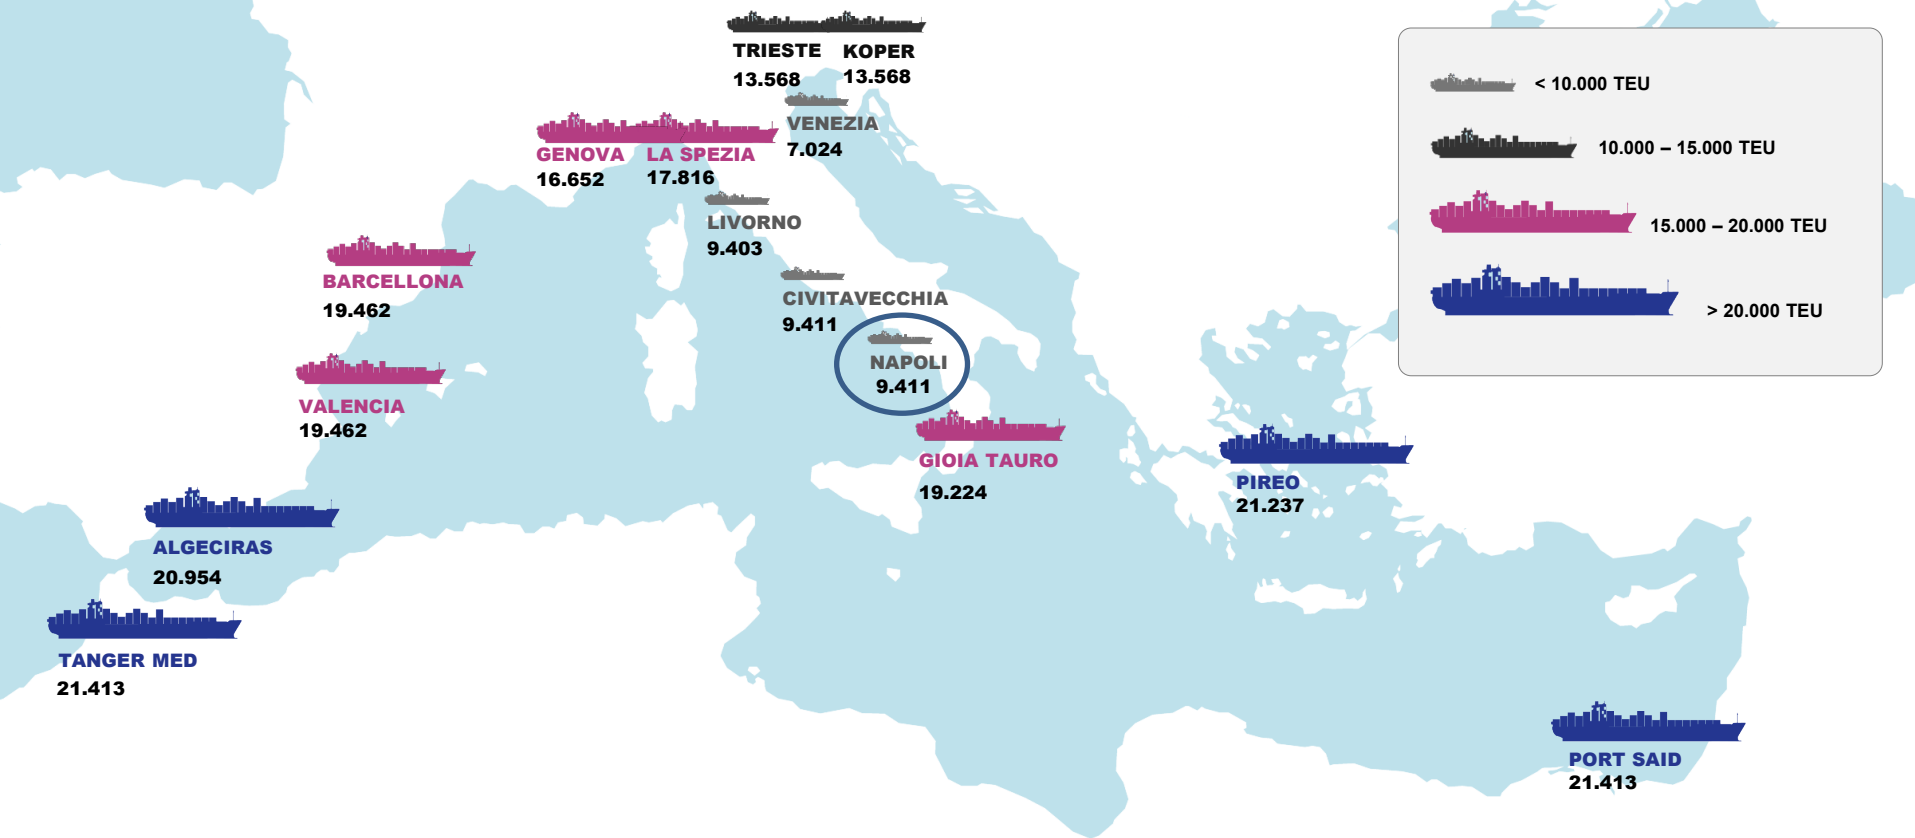 TRIESTE
13.568
KOPER
13.568
VENEZIA
7.024
GENOVA
16.652
LA SPEZIA
17.816
LIVORNO
9.403
BARCELLONA
19.462
CIVITAVECCHIA
9.411
NAPOLI
9.411
VALENCIA
19.462
GIOIA TAURO
19.224
PIREO
21.237
ALGECIRAS
20.954
TANGER MED
21.413
PORT SAID
21.413
< 10.000 TEU
10.000 – 15.000 TEU
15.000 – 20.000 TEU
> 20.000 TEU